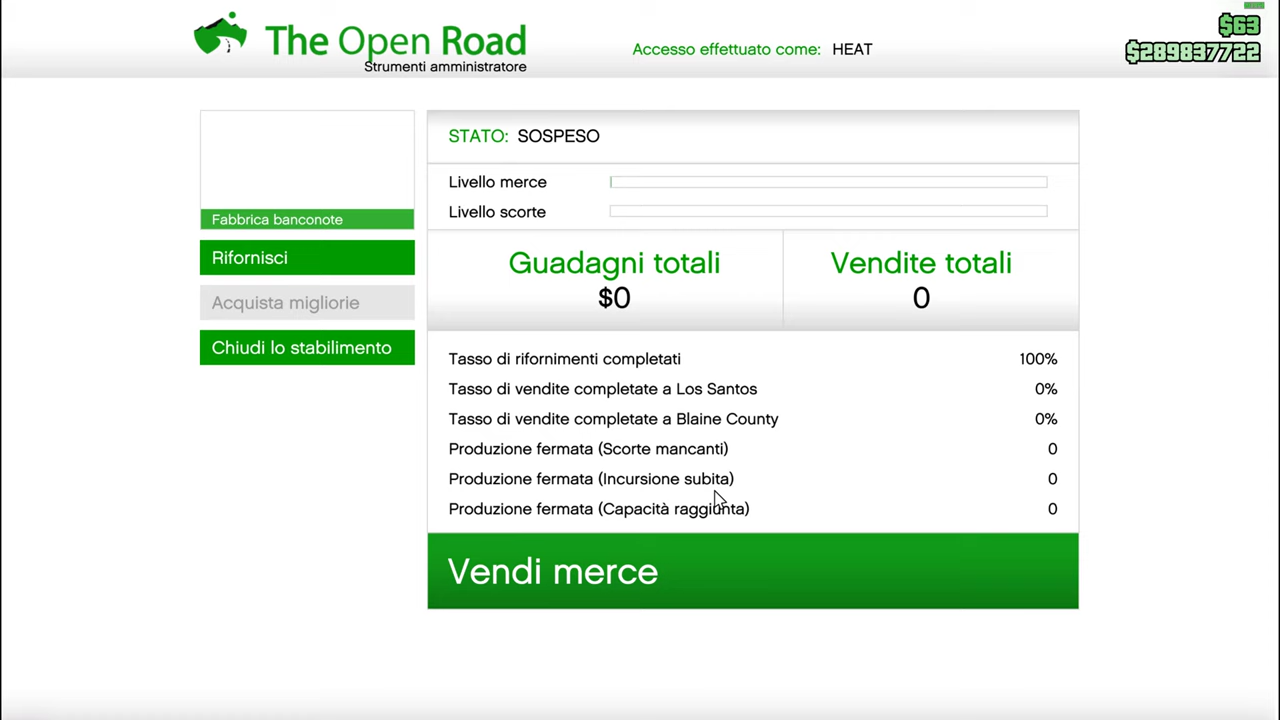 The Open Road
Strumenti amministratore
Accesso effettuato come: HEAT
$63
$289837722
Fabbrica banconote
Rifornisci
Acquista migliorie
Chiudi lo stabilimento
STATO: SOSPESO
Livello merce
Livello scorte
Guadagni totali
$0
Vendite totali
0
Tasso di rifornimenti completati 100%
Tasso di vendite completate a Los Santos 0%
Tasso di vendite completate a Blaine County 0%
Produzione fermata (Scorte mancanti) 0
Produzione fermata (Incursione subita) 0
Produzione fermata (Capacità raggiunta) 0
Vendi merce